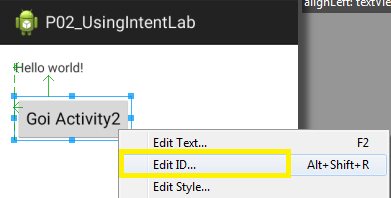 alignLeft: textVie
P02_UsingIntentLab
Hello world!
Goi Activity2
Edit Text... F2
Edit ID... Alt+Shift+R
Edit Style...